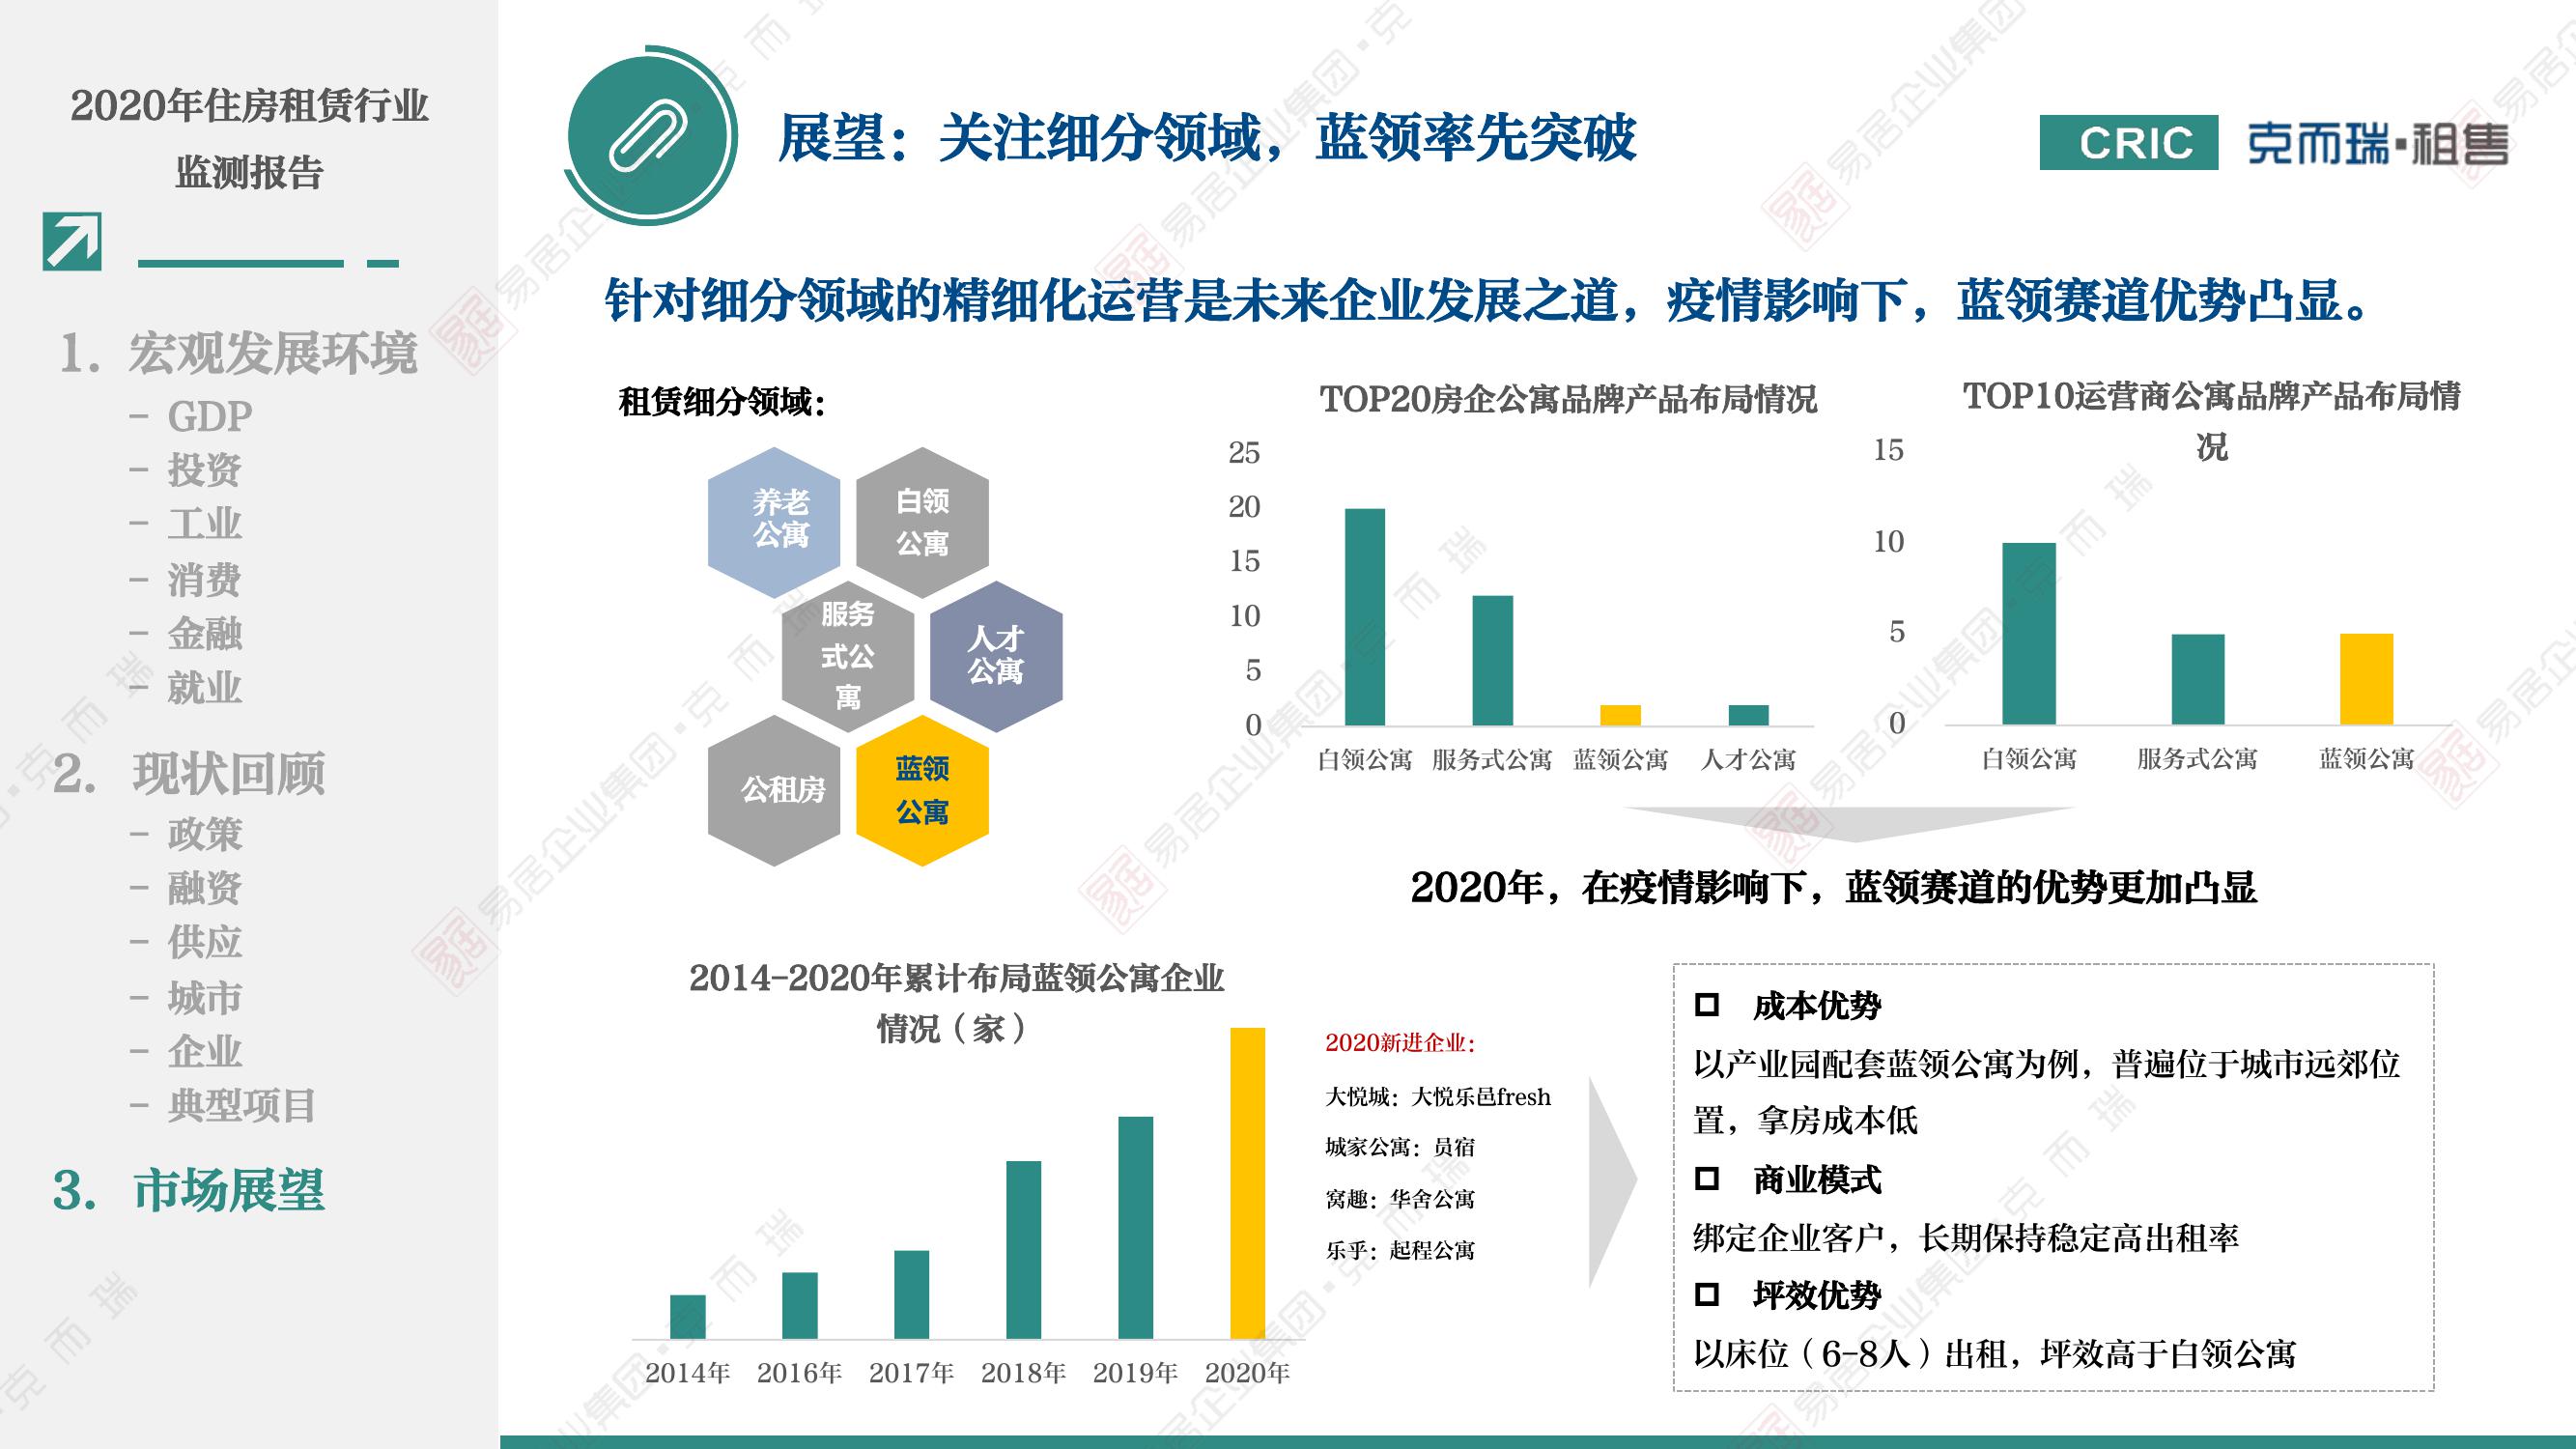 2020年住房租赁行业
监测报告
1. 宏观发展环境
– GDP
– 投资
– 工业
– 消费
– 金融
– 就业
2. 现状回顾
– 政策
– 融资
– 供应
– 城市
– 企业
– 典型项目
3. 市场展望
展望：关注细分领域，蓝领率先突破
CRIC 克而瑞·租售
针对细分领域的精细化运营是未来企业发展之道，疫情影响下，蓝领赛道优势凸显。
租赁细分领域：
养老
公寓
白领
公寓
服务
式公
寓
人才
公寓
公租房
蓝领
公寓
TOP20房企公寓品牌产品布局情况
25
20
15
10
5
0
白领公寓 服务式公寓 蓝领公寓 人才公寓
TOP10运营商公寓品牌产品布局情
况
15
10
5
0
白领公寓 服务式公寓 蓝领公寓
2020年，在疫情影响下，蓝领赛道的优势更加凸显
2014-2020年累计布局蓝领公寓企业
情况（家）
2014年 2016年 2017年 2018年 2019年 2020年
2020新进企业：
大悦城：大悦乐邑fresh
城家公寓：员宿
窝趣：华舍公寓
乐乎：起程公寓
成本优势
以产业园配套蓝领公寓为例，普遍位于城市远郊位
置，拿房成本低
商业模式
绑定企业客户，长期保持稳定高出租率
坪效优势
以床位（6-8人）出租，坪效高于白领公寓
易居企业集团·克而瑞